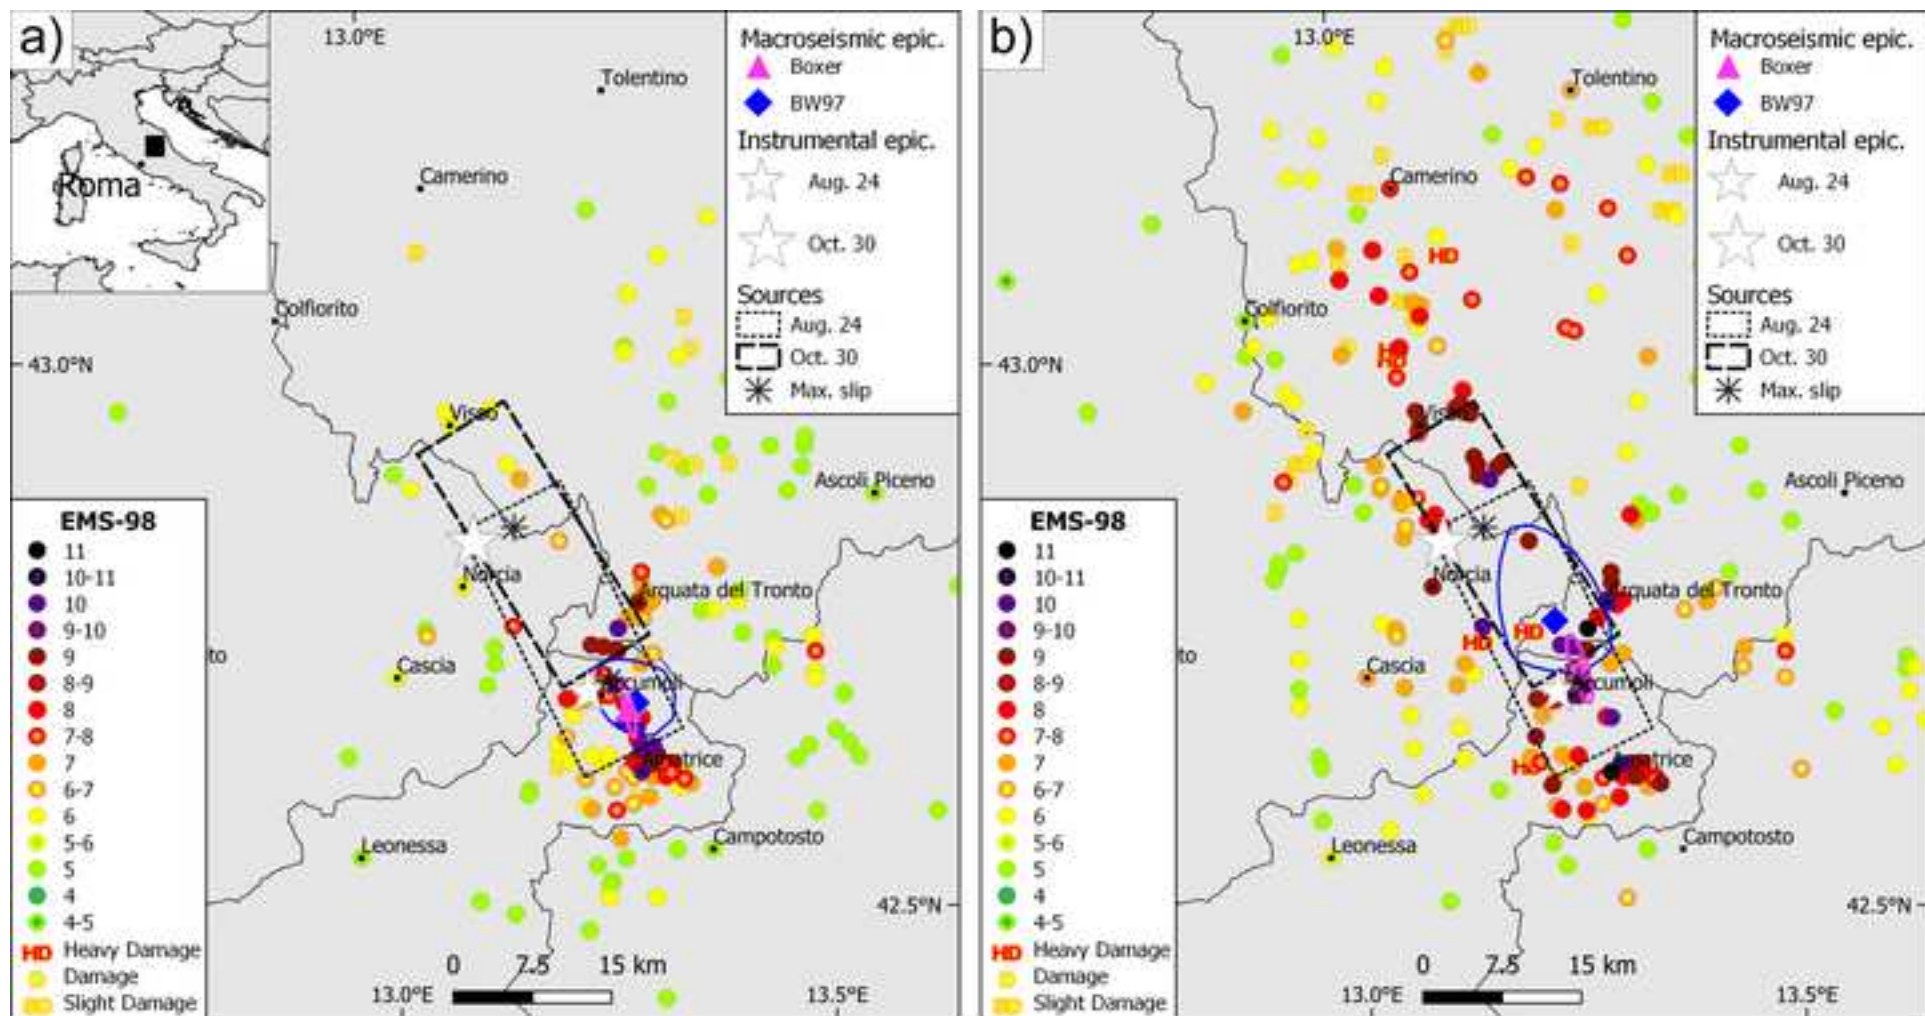 a)
13.0°E
Tolentino
Camerino
Colfiorito
43.0°N
Visso
Ascoli Piceno
Norcia
Arquata del Tronto
to
Cascia
Accumoli
Amatrice
Leonessa
Campotosto
42.5°N
0 7.5 15 km
13.0°E
13.5°E
Roma
Macroseismic epic.
Boxer
BW97
Instrumental epic.
Aug. 24
Oct. 30
Sources
Aug. 24
Oct. 30
Max. slip
EMS-98
11
10-11
10
9-10
9
8-9
8
7-8
7
6-7
6
5-6
5
4
4-5
HD Heavy Damage
Damage
Slight Damage
b)
13.0°E
Tolentino
Camerino
HD
Colfiorito
43.0°N
HD
HD
Visso
Ascoli Piceno
Norcia
Arquata del Tronto
HD
HD
to
Cascia
Accumoli
HD
Amatrice
Leonessa
Campotosto
42.5°N
0 7.5 15 km
13.0°E
13.5°E
Macroseismic epic.
Boxer
BW97
Instrumental epic.
Aug. 24
Oct. 30
Sources
Aug. 24
Oct. 30
Max. slip
EMS-98
11
10-11
10
9-10
9
8-9
8
7-8
7
6-7
6
5-6
5
4
4-5
HD Heavy Damage
Damage
Slight Damage